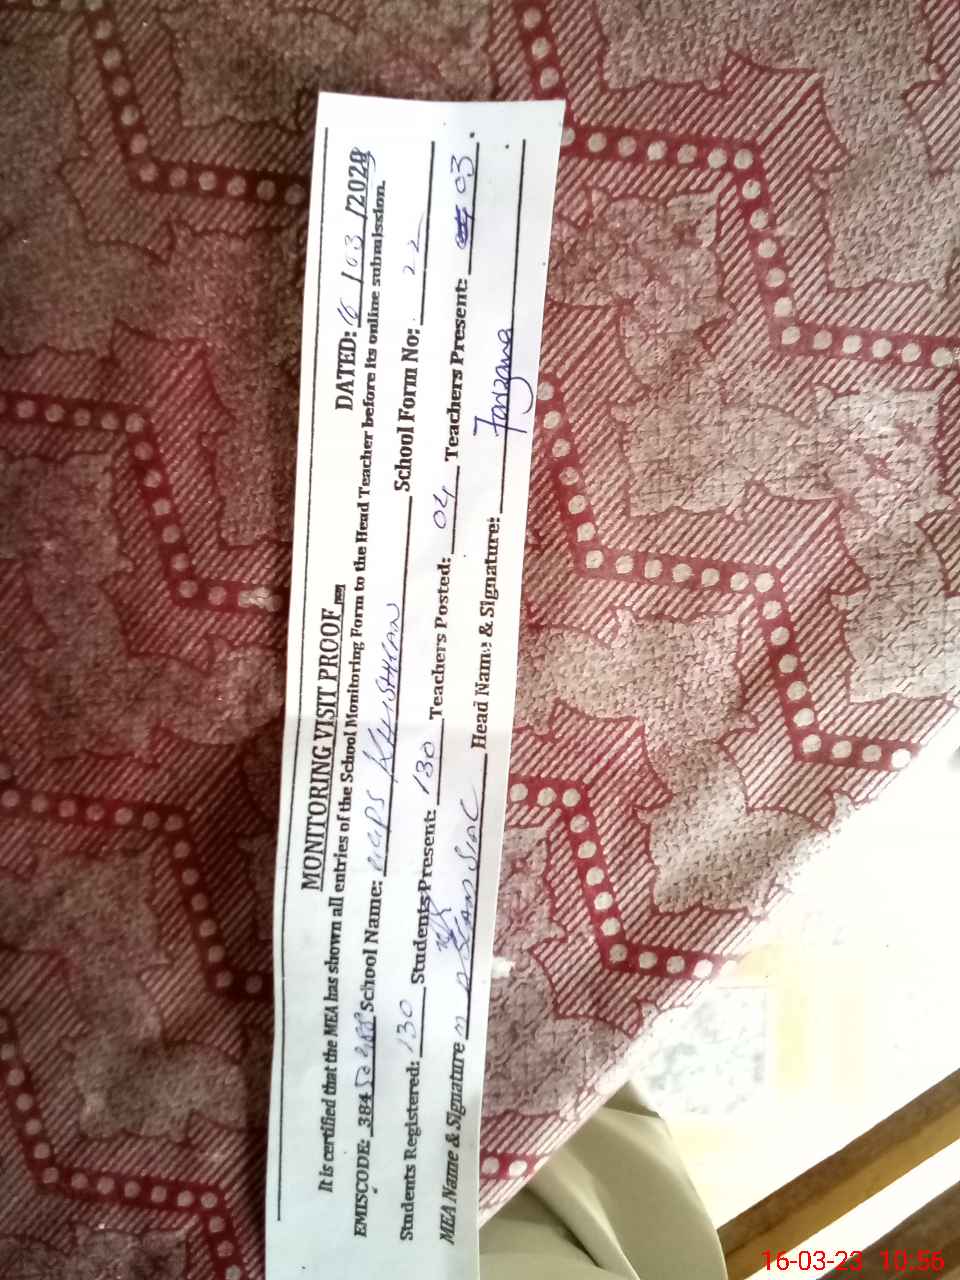 MONITORING VISIT PROOF
DATED: 16/03/202
It is certified that the MEA has shown all entries of the School Monitoring Form to the Head Teacher before its online submission.
EMISCODE: 384 School Name: KHISHKAN School Form No: 22
Students Registered: 130 Students Present: 130 Teachers Posted: 04 Teachers Present: 03
MEA Name & Signature Head Name & Signature: Farzana
16-03-23 10:56